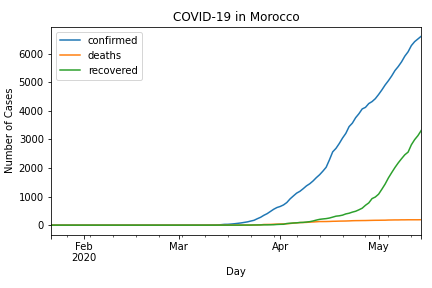 COVID-19 in Morocco
confirmed
deaths
recovered
Number of Cases
6000
5000
4000
3000
2000
1000
0
Feb
2020
Mar
Apr
May
Day